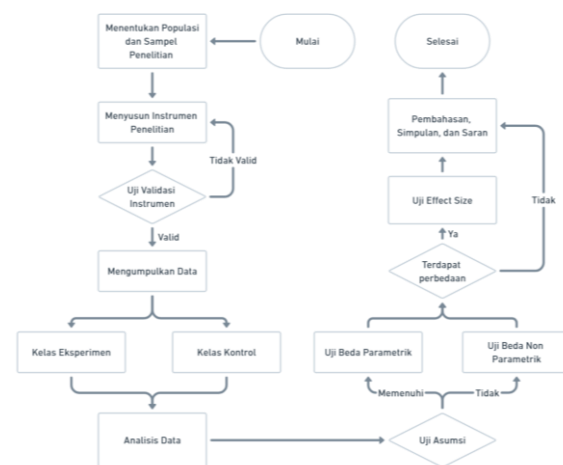 Mulai
Menentukan Populasi
dan Sampel
Penelitian
Menyusun Instrumen
Penelitian
Tidak Valid
Uji Validasi
Instrumen
Valid
Mengumpulkan Data
Kelas Eksperimen
Kelas Kontrol
Analisis Data
Uji Asumsi
Memenuhi
Tidak
Uji Beda Parametrik
Uji Beda Non
Parametrik
Terdapat
perbedaan
Ya
Tidak
Uji Effect Size
Pembahasan,
Simpulan, dan Saran
Selesai